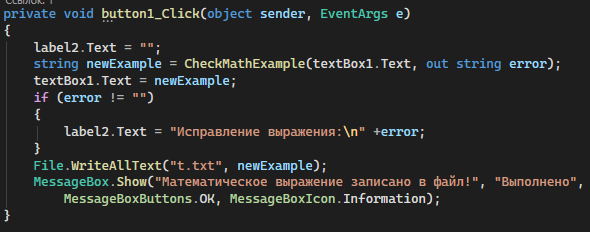 Ссылок: 1
private void button1_Click(object sender, EventArgs e)
{
label2.Text = "";
string newExample = CheckMathExample(textBox1.Text, out string error);
textBox1.Text = newExample;
if (error != "")
{
label2.Text = "Исправление выражения:\n" +error;
}
File.WriteAllText("t.txt", newExample);
MessageBox.Show("Математическое выражение записано в файл!", "Выполнено",
MessageBoxButtons.OK, MessageBoxIcon.Information);
}